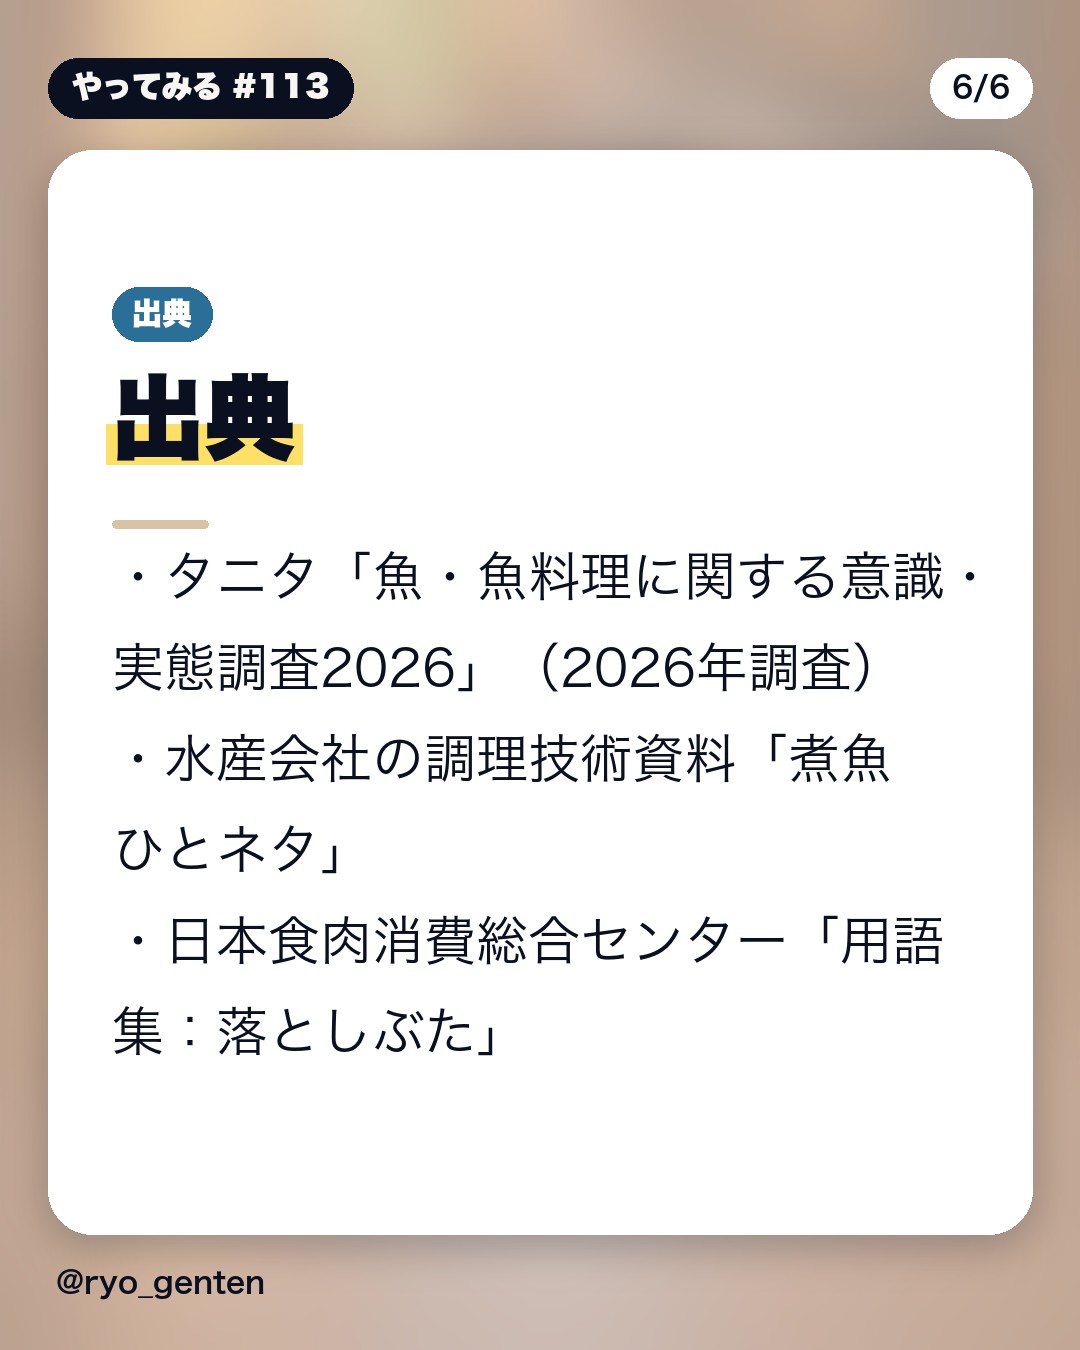 やってみる #113
6/6
出典
出典
・タニタ「魚・魚料理に関する意識・
実態調査2026」（2026年調査）
・水産会社の調理技術資料「煮魚
ひとネタ」
・日本食肉消費総合センター「用語
集：落としぶた」
@ryo_genten